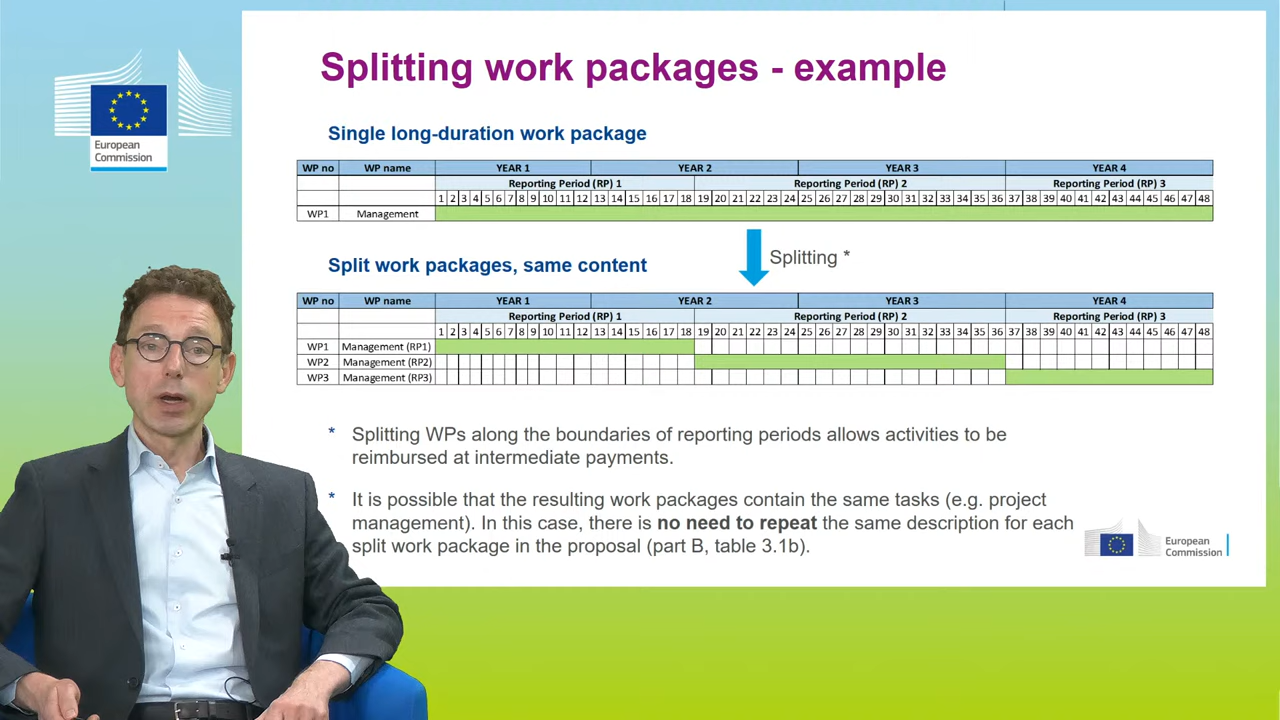 Splitting work packages - example
European
Commission
Single long-duration work package
WP no WP name YEAR 1 YEAR 2 YEAR 3 YEAR 4
Reporting Period (RP) 1 Reporting Period (RP) 2 Reporting Period (RP) 3
1 2 3 4 5 6 7 8 9 10 11 12 13 14 15 16 17 18 19 20 21 22 23 24 25 26 27 28 29 30 31 32 33 34 35 36 37 38 39 40 41 42 43 44 45 46 47 48
WP1 Management
Splitting *
Split work packages, same content
WP no WP name YEAR 1 YEAR 2 YEAR 3 YEAR 4
Reporting Period (RP) 1 Reporting Period (RP) 2 Reporting Period (RP) 3
1 2 3 4 5 6 7 8 9 10 11 12 13 14 15 16 17 18 19 20 21 22 23 24 25 26 27 28 29 30 31 32 33 34 35 36 37 38 39 40 41 42 43 44 45 46 47 48
WP1 Management (RP1)
WP2 Management (RP2)
WP3 Management (RP3)
* Splitting WPs along the boundaries of reporting periods allows activities to be
reimbursed at intermediate payments.
* It is possible that the resulting work packages contain the same tasks (e.g. project
management). In this case, there is no need to repeat the same description for each
split work package in the proposal (part B, table 3.1b).
European
Commission